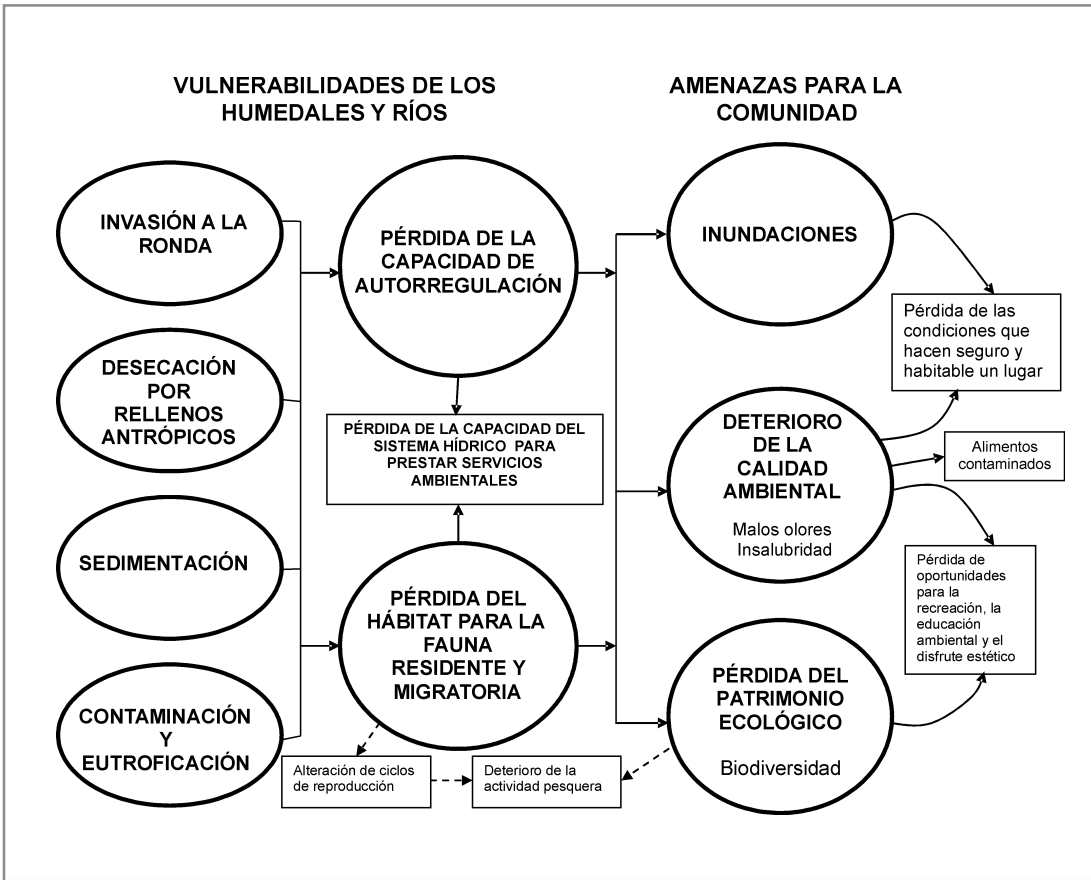 VULNERABILIDADES DE LOS
HUMEDALES Y RÍOS
AMENAZAS PARA LA
COMUNIDAD
INVASIÓN A LA
RONDA
DESECACIÓN
POR
RELLENOS
ANTRÓPICOS
SEDIMENTACIÓN
CONTAMINACIÓN
Y
EUTROFICACIÓN
PÉRDIDA DE LA
CAPACIDAD DE
AUTORREGULACIÓN
PÉRDIDA DE LA CAPACIDAD DEL
SISTEMA HÍDRICO PARA
PRESTAR SERVICIOS
AMBIENTALES
PÉRDIDA DEL
HÁBITAT PARA LA
FAUNA
RESIDENTE Y
MIGRATORIA
Alteración de ciclos
de reproducción
Deterioro de la
actividad pesquera
INUNDACIONES
DETERIORO
DE LA
CALIDAD
AMBIENTAL
Malos olores
Insalubridad
PÉRDIDA DEL
PATRIMONIO
ECOLÓGICO
Biodiversidad
Pérdida de las
condiciones que
hacen seguro y
habitable un lugar
Alimentos
contaminados
Pérdida de
oportunidades
para la
recreación, la
educación
ambiental y el
disfrute estético